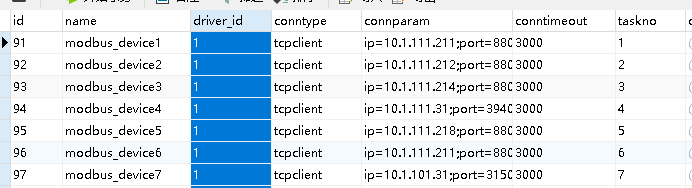 id name driver_id conntype connparam conntimeout taskno
91 modbus_device1 1 tcpclient ip=10.1.111.211;port=880 3000 1
92 modbus_device2 1 tcpclient ip=10.1.111.211;port=880 3000 2
93 modbus_device3 1 tcpclient ip=10.1.111.214;port=880 3000 3
94 modbus_device4 1 tcpclient ip=10.1.111.31;port=3940 3000 4
95 modbus_device5 1 tcpclient ip=10.1.111.218;port=880 3000 5
96 modbus_device6 1 tcpclient ip=10.1.111.211;port=880 3000 6
97 modbus_device7 1 tcpclient ip=10.1.101.31;port=3150 3000 7